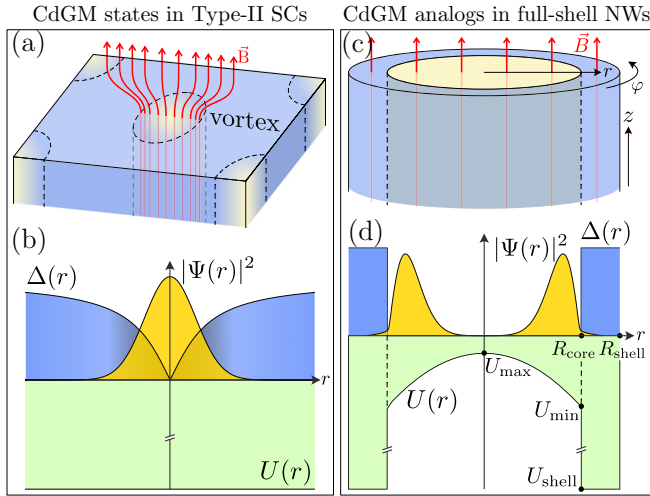 CdGM states in Type-II SCs
(a)
B⃗
vortex
(b)
Δ(r)
|Ψ(r)|²
r
U(r)
CdGM analogs in full-shell NWs
(c)
B⃗
r
φ
z
(d)
|Ψ(r)|²
Δ(r)
r
R_core
R_shell
U_max
U(r)
U_min
U_shell